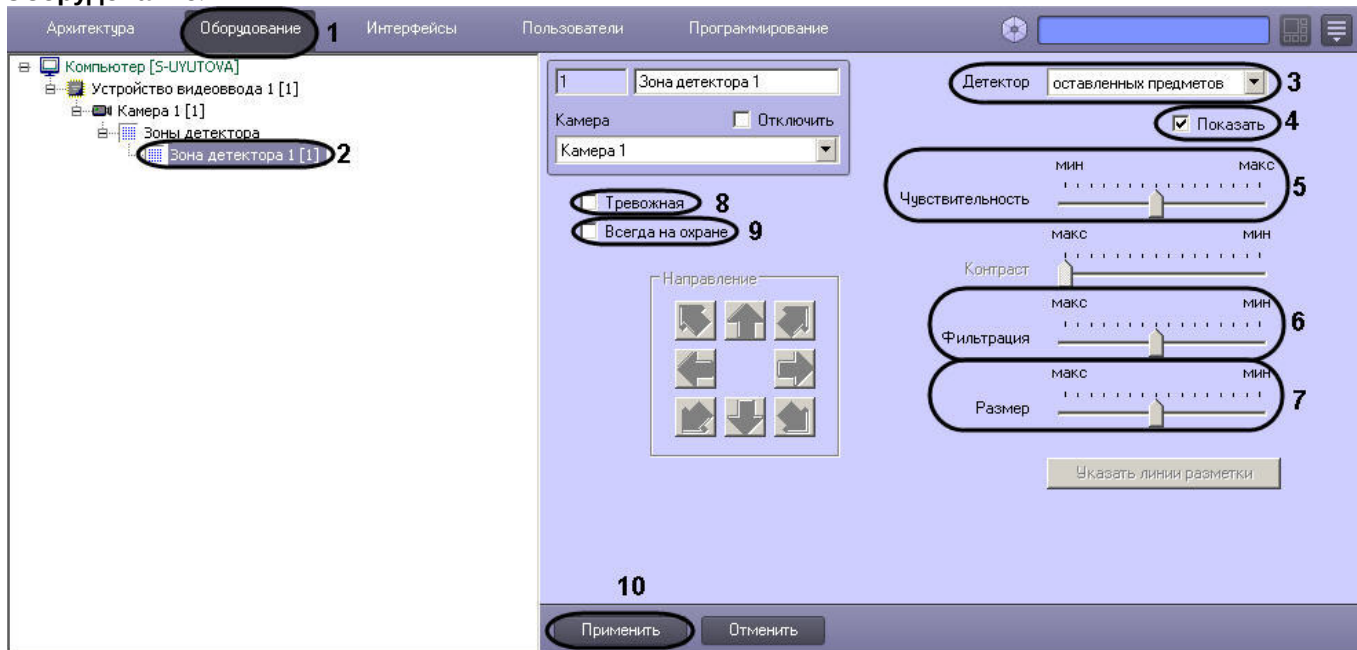 Архитектура Оборудование 1 Интерфейсы Пользователи Программирование
Компьютер [S-UYUTOVA]
Устройство видеоввода 1 [1]
Камера 1 [1]
Зоны детектора
Зона детектора 1 [1] 2
1 Зона детектора 1
Камера Отключить
Камера 1
Тревожная 8
Всегда на охране 9
Направление
Детектор оставленных предметов 3
Показать 4
мин макс
Чувствительность 5
макс мин
Контраст
макс мин
Фильтрация 6
макс мин
Размер 7
Указать линии разметки
10
Применить Отменить